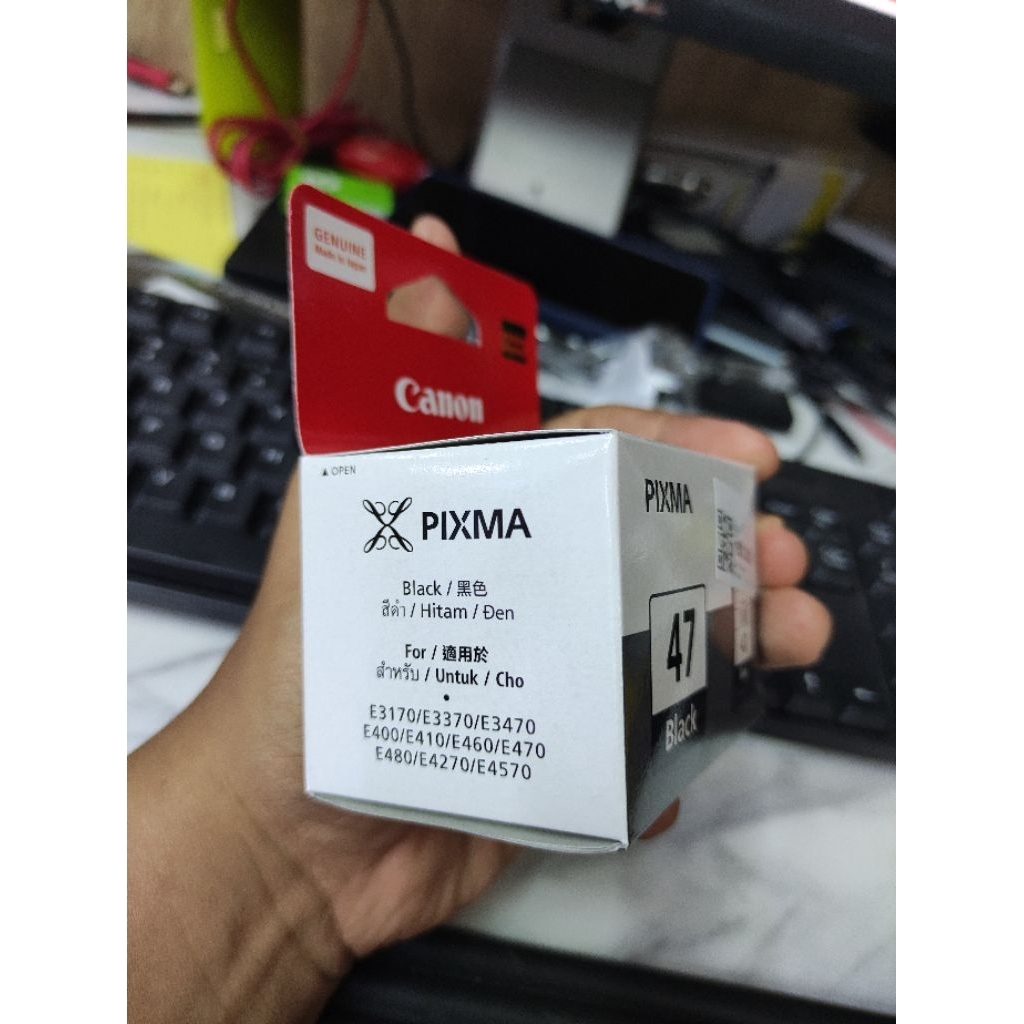 GENUINE
Made in Japan
Canon
▲ OPEN
PIXMA
Black / 黑色
สีดำ / Hitam / Đen
For / 適用於
สำหรับ / Untuk / Cho
•
E3170/E3370/E3470
E400/E410/E460/E470
E480/E4270/E4570
PIXMA
47
Black